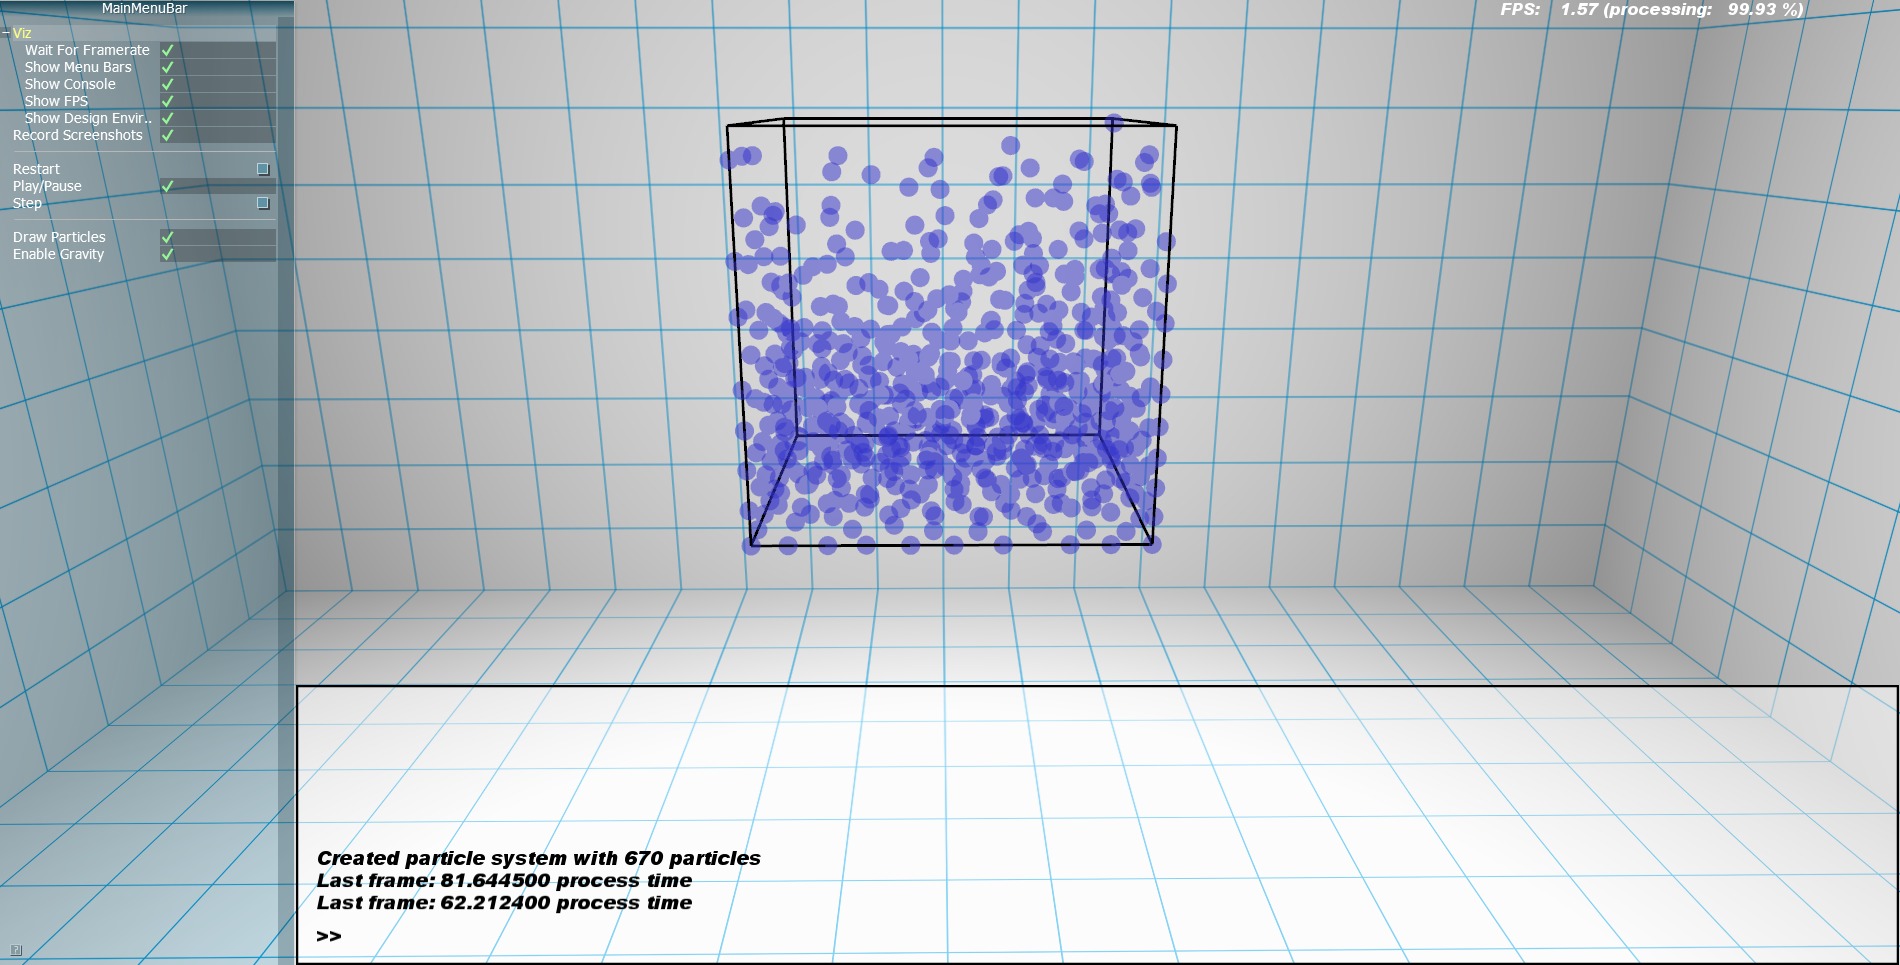 MainMenuBar
FPS: 1.57 (processing: 99.93 %)
Viz
Wait For Framerate
Show Menu Bars
Show Console
Show FPS
Show Design Envir..
Record Screenshots
Restart
Play/Pause
Step
Draw Particles
Enable Gravity
Created particle system with 670 particles
Last frame: 81.644500 process time
Last frame: 62.212400 process time
>>
?